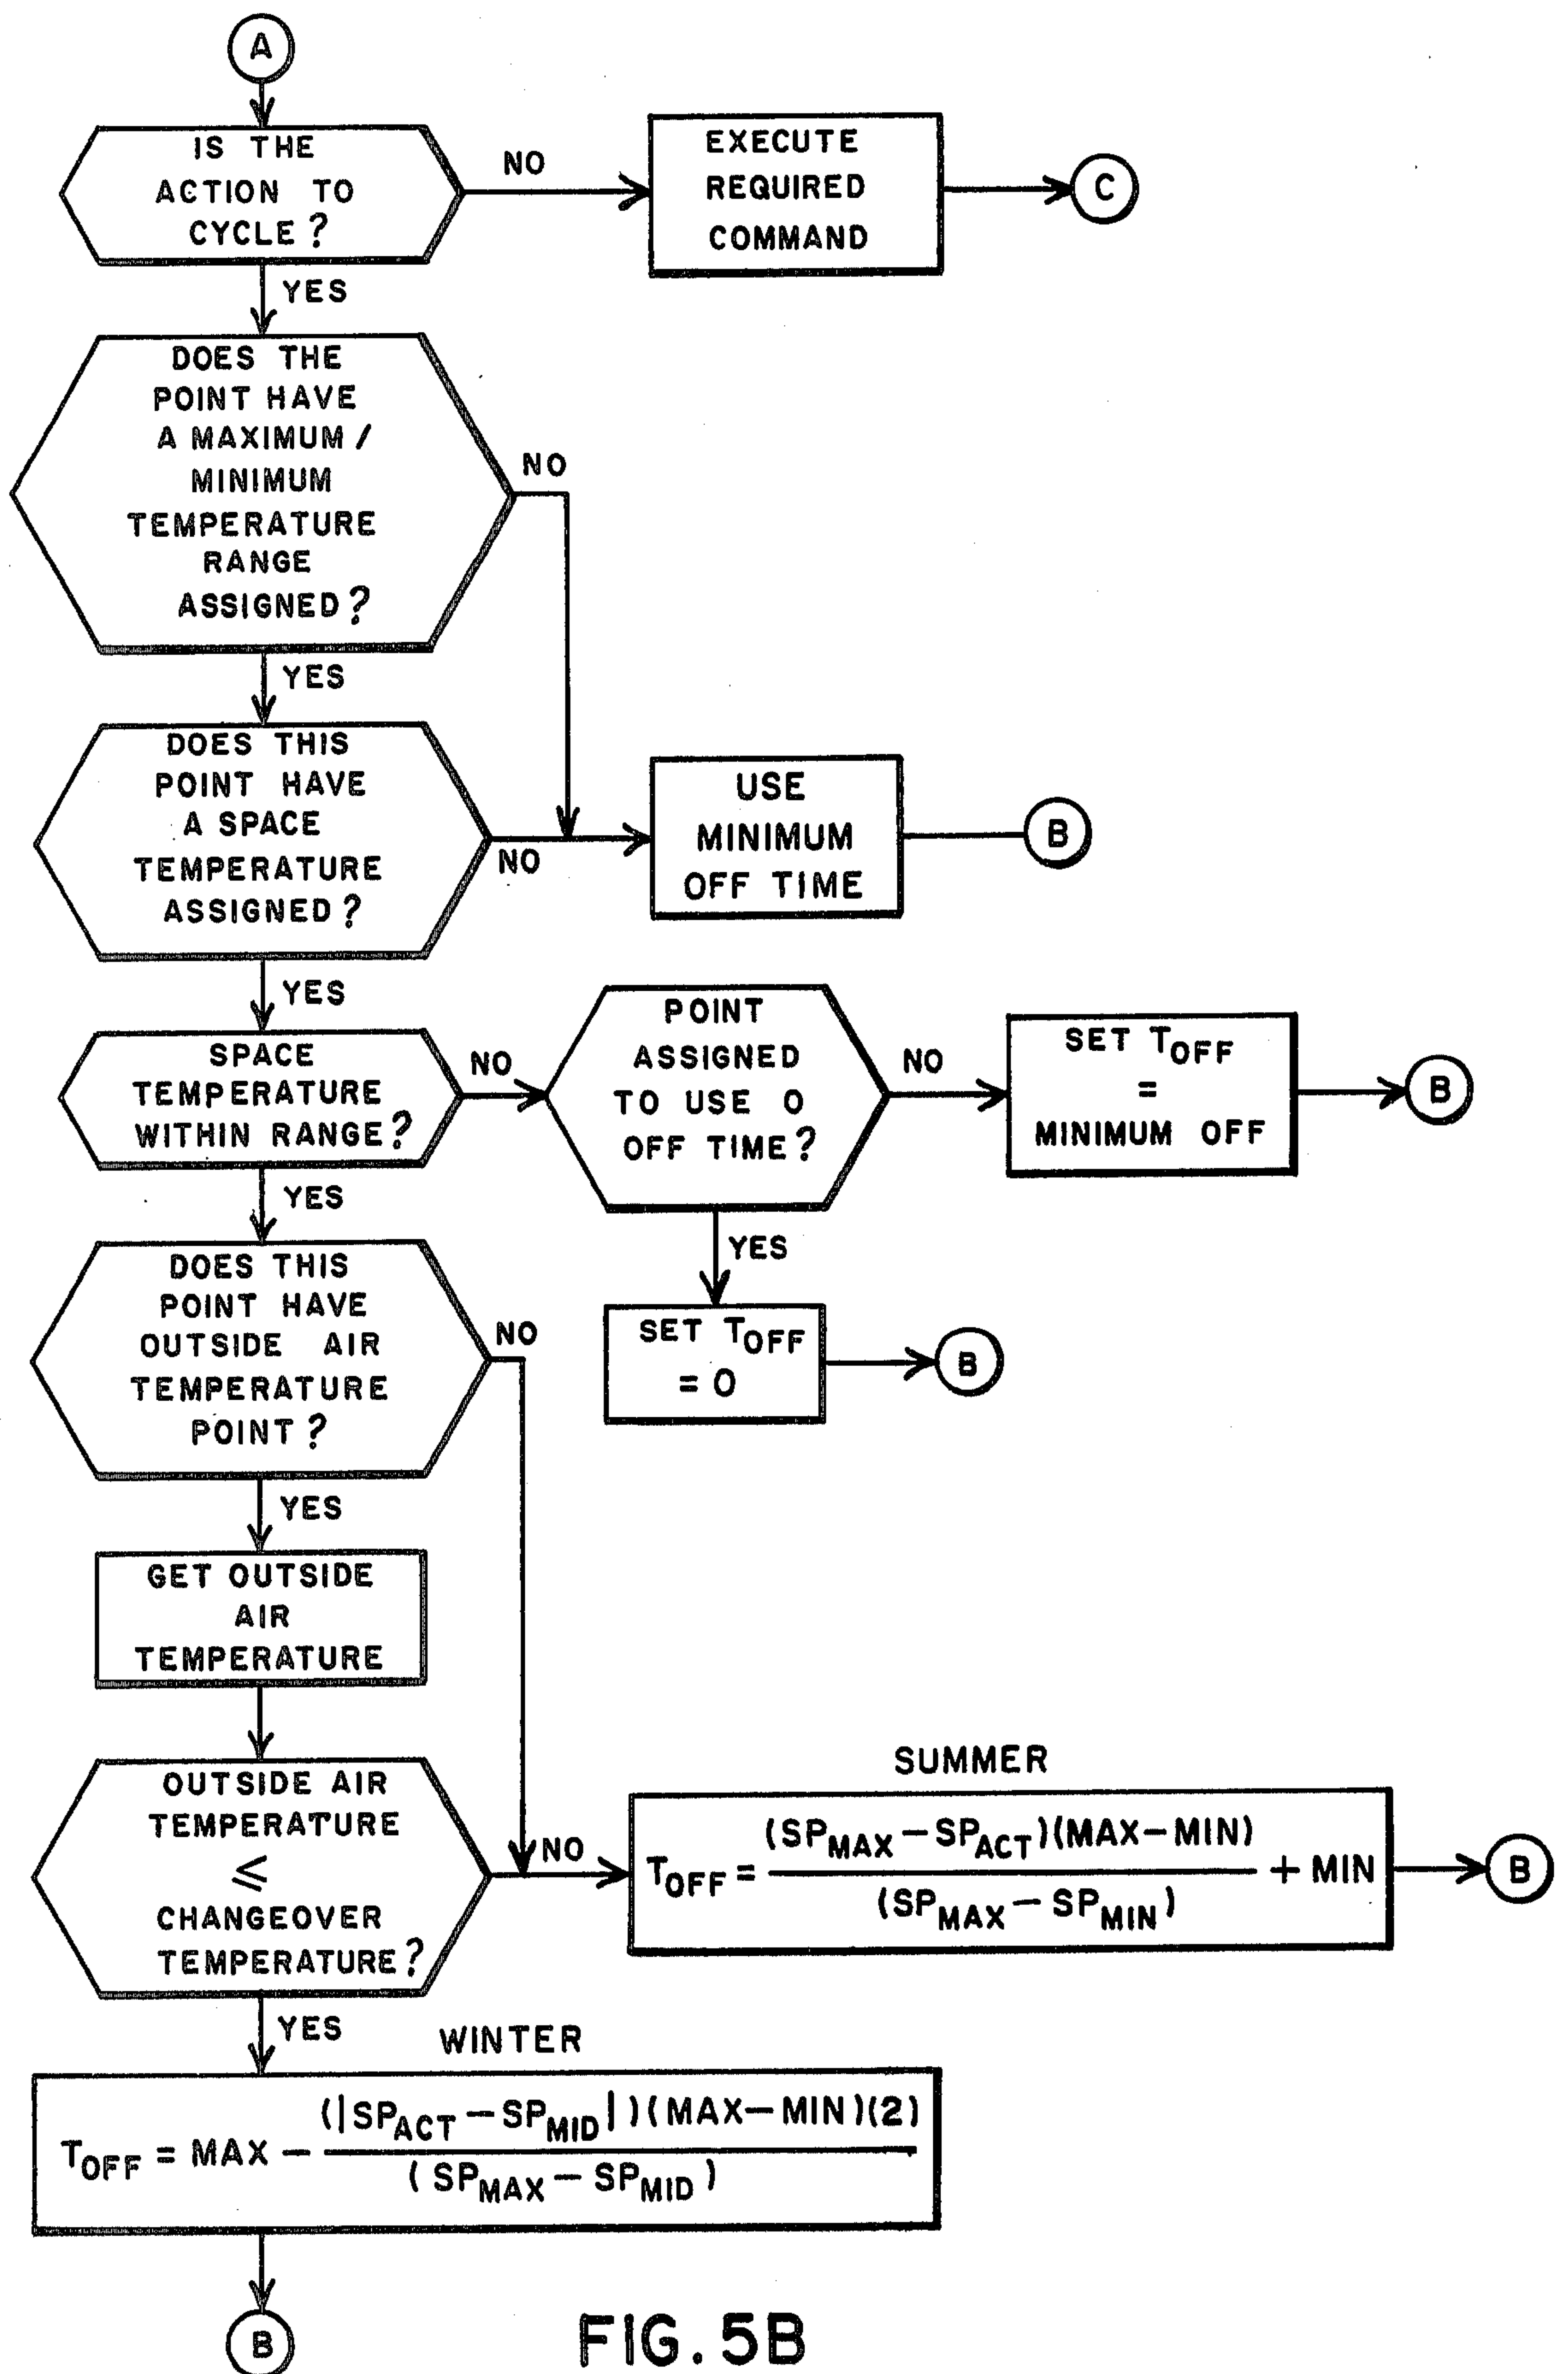 A
IS THE
ACTION TO
CYCLE?
NO
EXECUTE
REQUIRED
COMMAND
C
YES
DOES THE
POINT HAVE
A MAXIMUM /
MINIMUM
TEMPERATURE
RANGE
ASSIGNED?
NO
YES
DOES THIS
POINT HAVE
A SPACE
TEMPERATURE
ASSIGNED?
NO
USE
MINIMUM
OFF TIME
B
YES
SPACE
TEMPERATURE
WITHIN RANGE?
NO
POINT
ASSIGNED
TO USE 0
OFF TIME?
NO
SET TOFF
=
MINIMUM OFF
B
YES
SET TOFF
= 0
B
YES
DOES THIS
POINT HAVE
OUTSIDE AIR
TEMPERATURE
POINT?
NO
YES
GET OUTSIDE
AIR
TEMPERATURE
OUTSIDE AIR
TEMPERATURE
≤
CHANGEOVER
TEMPERATURE?
NO
SUMMER
(SPMAX – SPACT)(MAX – MIN)
TOFF = + MIN
(SPMAX – SPMIN)
B
YES
WINTER
(|SPACT – SPMID|)(MAX – MIN)(2)
TOFF = MAX –
(SPMAX – SPMID)
B
FIG. 5B